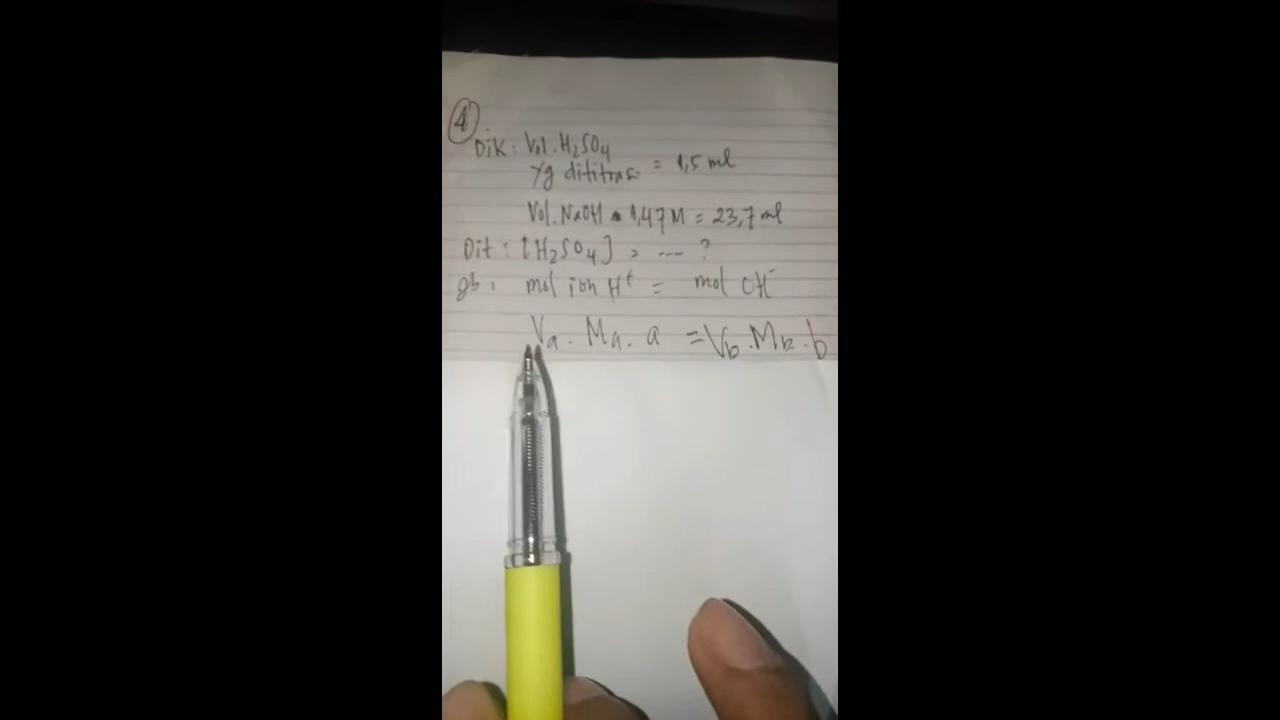 4
Dik : Vol. H₂SO₄
yg dititrasi = 1,5 ml
Vol. NaOH 1,47 M = 23,7 ml
Dit : [H₂SO₄] = ---- ?
Jb : mol ion H⁺ = mol OH⁻
Va . Ma . a = Vb . Mb . b